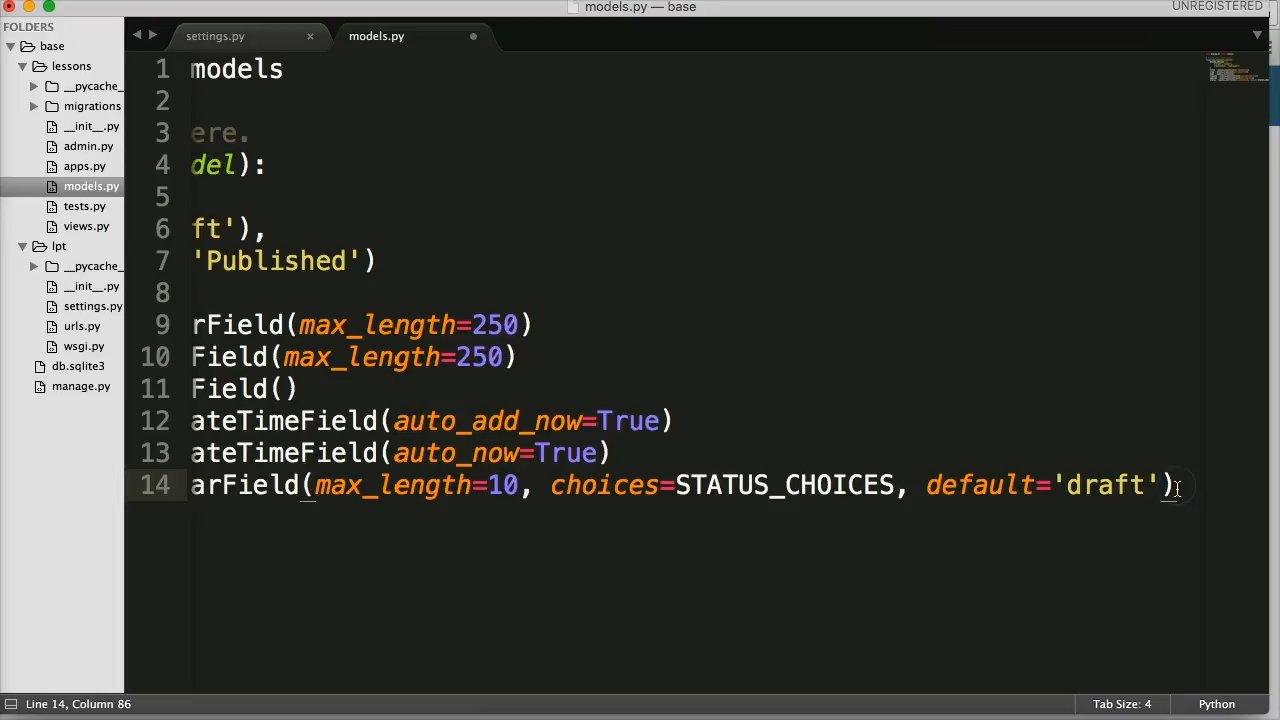 models.py — base
UNREGISTERED
FOLDERS
base
lessons
__pycache_
migrations
__init__.py
admin.py
apps.py
models.py
tests.py
views.py
lpt
__pycache_
__init__.py
settings.py
urls.py
wsgi.py
db.sqlite3
manage.py
settings.py ×
models.py
1 models
2
3 ere.
4 del):
5
6 ft'),
7 'Published')
8
9 rField(max_length=250)
10 Field(max_length=250)
11 Field()
12 ateTimeField(auto_add_now=True)
13 ateTimeField(auto_now=True)
14 arField(max_length=10, choices=STATUS_CHOICES, default='draft')
Line 14, Column 86
Tab Size: 4
Python